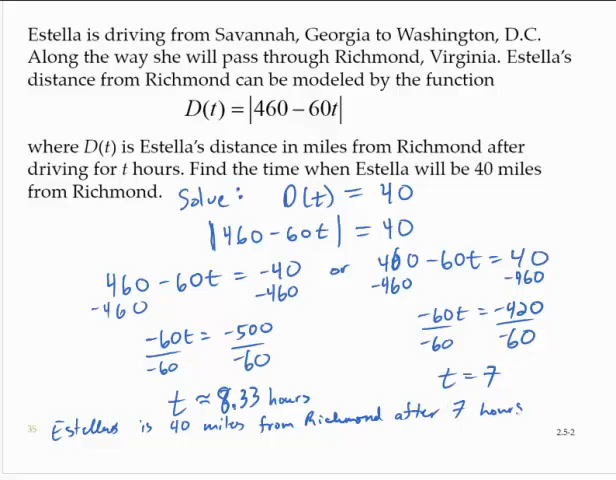 Estella is driving from Savannah, Georgia to Washington, D.C.
Along the way she will pass through Richmond, Virginia. Estella's
distance from Richmond can be modeled by the function
D(t) = |460 − 60t|
where D(t) is Estella's distance in miles from Richmond after
driving for t hours. Find the time when Estella will be 40 miles
from Richmond. Solve: D(t) = 40
|460 - 60t| = 40
460 - 60t = -40 or 460 - 60t = 40
-460 -460 -460 -460
-60t = -500 -60t = -420
-60 -60 -60 -60
t ≈ 8.33 hours t = 7
Estella is 40 miles from Richmond after 7 hours
35 2.5-2